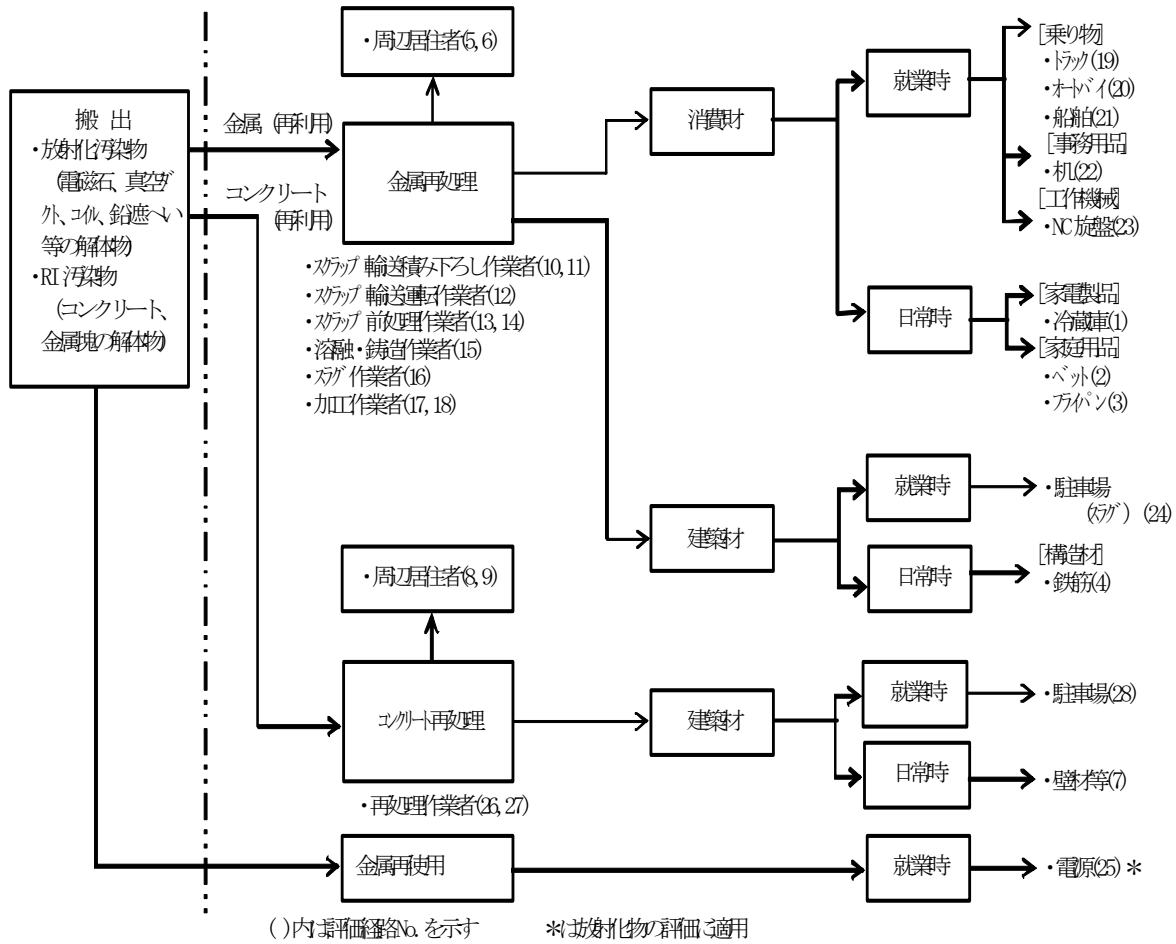 搬 出
・放射化汚染物
(電磁石、真空ダ
クト、コイル、鉛遮へい
等の解体物)
・RI 汚染物
(コンクリート、
金属塊の解体物)
金属 (再利用)
コンクリート
(再利用)
・周辺居住者(5, 6)
金属再処理
・スクラップ 輸送積み下ろし作業者(10, 11)
・スクラップ 輸送運転作業者(12)
・スクラップ 前処理作業者(13, 14)
・溶融・鋳造作業者(15)
・スラグ 作業者(16)
・加工作業者(17, 18)
消費財
就業時
[乗り物]
・トラック(19)
・オートバイ(20)
・船舶(21)
[事務用品]
・机(22)
[工作機械]
・NC 旋盤(23)
日常時
[家電製品]
・冷蔵庫(1)
[家庭用品]
・ベット(2)
・フライパン(3)
建築材
就業時
・駐車場
(スラグ) (24)
日常時
[構造材]
・鉄筋(4)
・周辺居住者(8, 9)
コンクリート再処理
・再処理作業者(26, 27)
建築材
就業時
・駐車場(28)
日常時
・壁材等(7)
金属再使用
就業時
・電源(25) *
( )内は評価経路No. を示す *は放射化物の評価に適用